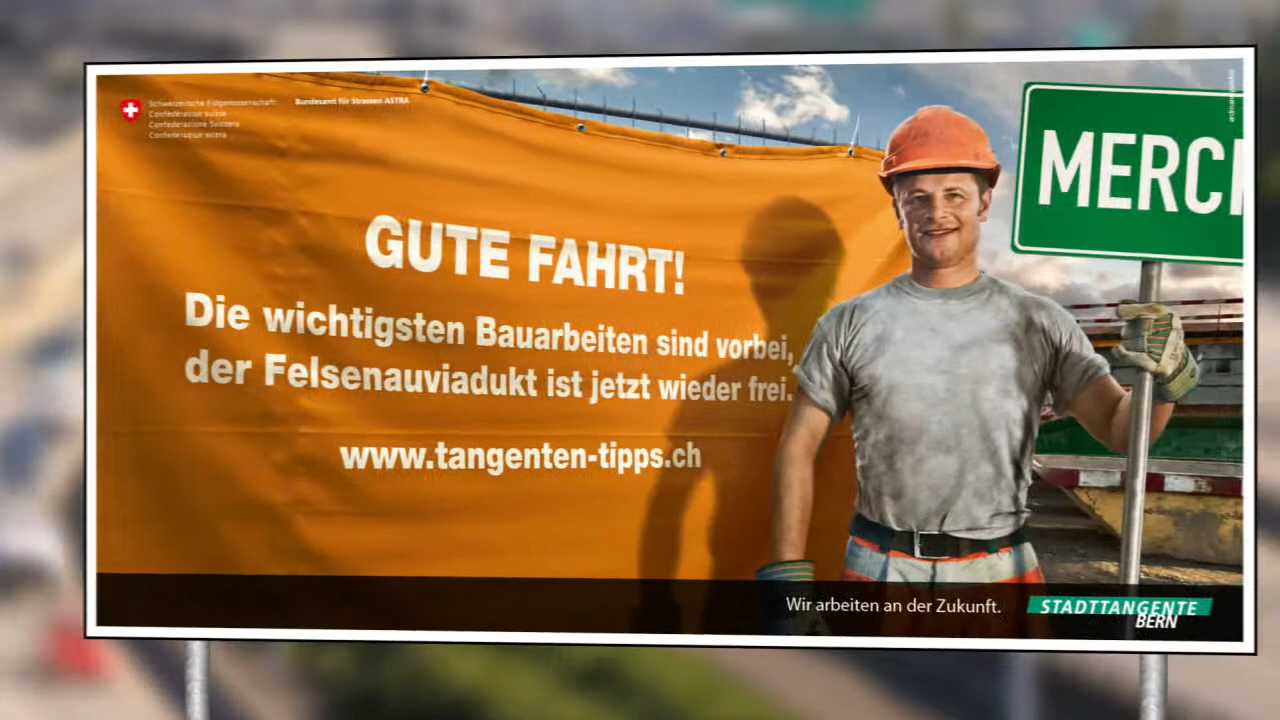 Schweizerische Eidgenossenschaft
Confédération suisse
Confederazione Svizzera
Confederaziun svizra
Bundesamt für Strassen ASTRA
MERCI
GUTE FAHRT!
Die wichtigsten Bauarbeiten sind vorbei,
der Felsenauviadukt ist jetzt wieder frei.
www.tangenten-tipps.ch
Wir arbeiten an der Zukunft.
STADTTANGENTE
BERN